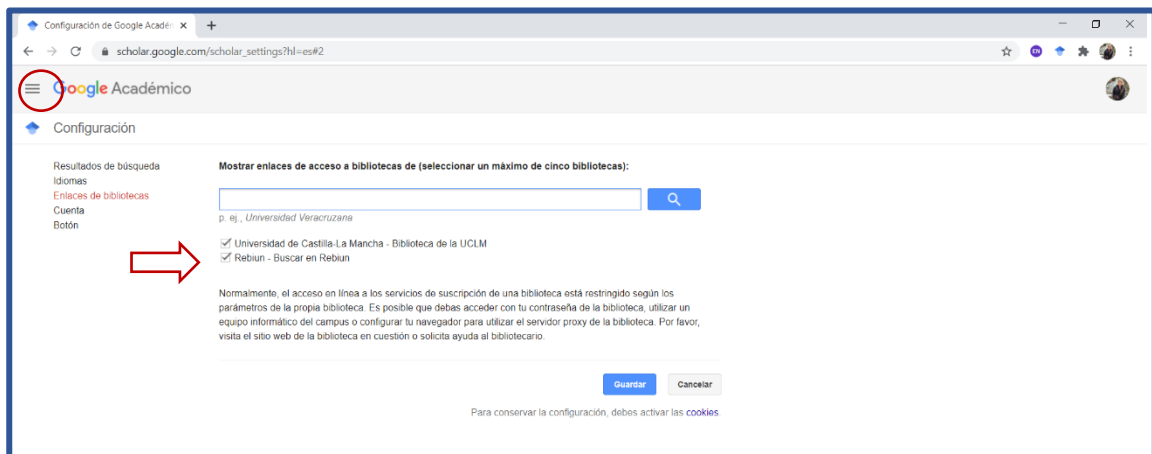 Configuración de Google Académ
scholar.google.com/scholar_settings?hl=es#2
CN
Google Académico
Configuración
Resultados de búsqueda
Idiomas
Enlaces de bibliotecas
Cuenta
Botón
Mostrar enlaces de acceso a bibliotecas de (seleccionar un máximo de cinco bibliotecas):
p. ej., Universidad Veracruzana
Universidad de Castilla-La Mancha - Biblioteca de la UCLM
Rebiun - Buscar en Rebiun
Normalmente, el acceso en línea a los servicios de suscripción de una biblioteca está restringido según los
parámetros de la propia biblioteca. Es posible que debas acceder con tu contraseña de la biblioteca, utilizar un
equipo informático del campus o configurar tu navegador para utilizar el servidor proxy de la biblioteca. Por favor,
visita el sitio web de la biblioteca en cuestión o solicita ayuda al bibliotecario.
Guardar Cancelar
Para conservar la configuración, debes activar las cookies.